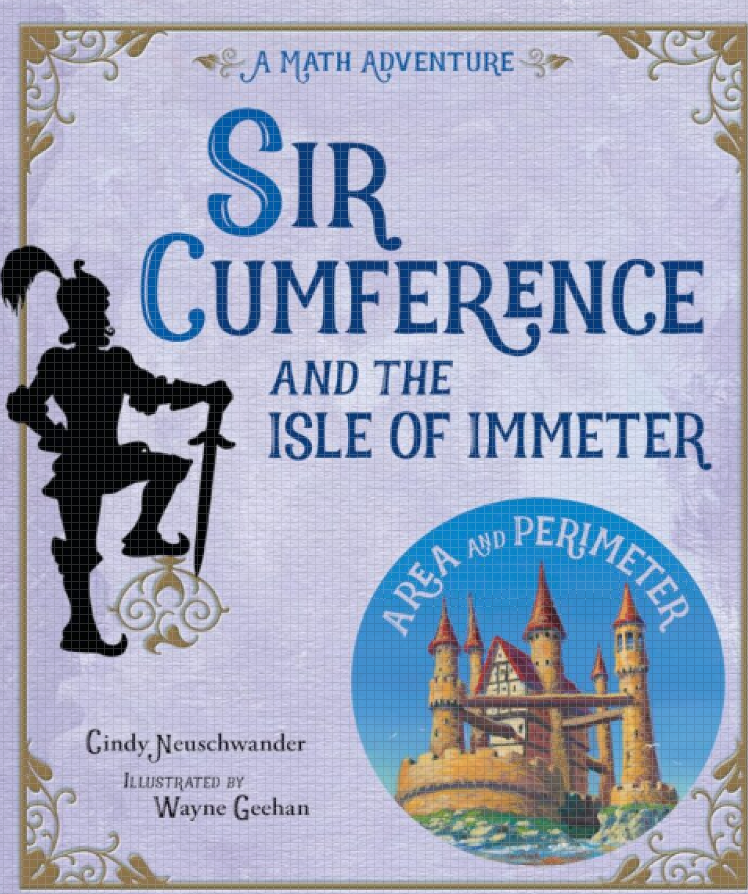 A MATH ADVENTURE
SIR
CUMFERENCE
AND THE
ISLE OF IMMETER
AREA AND PERIMETER
Cindy Neuschwander
ILLUSTRATED BY
Wayne Geehan